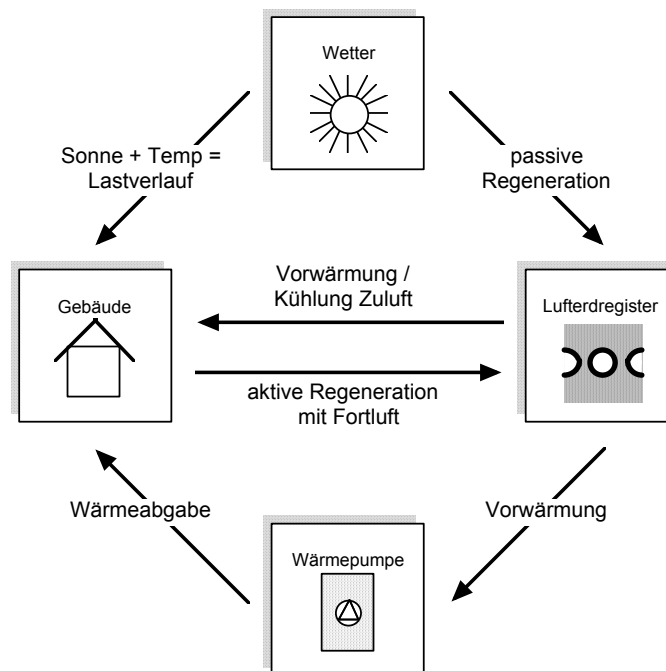 Wetter
Sonne + Temp =
Lastverlauf
passive
Regeneration
Gebäude
Vorwärmung /
Kühlung Zuluft
Lufterdregister
aktive Regeneration
mit Fortluft
Wärmeabgabe
Vorwärmung
Wärmepumpe